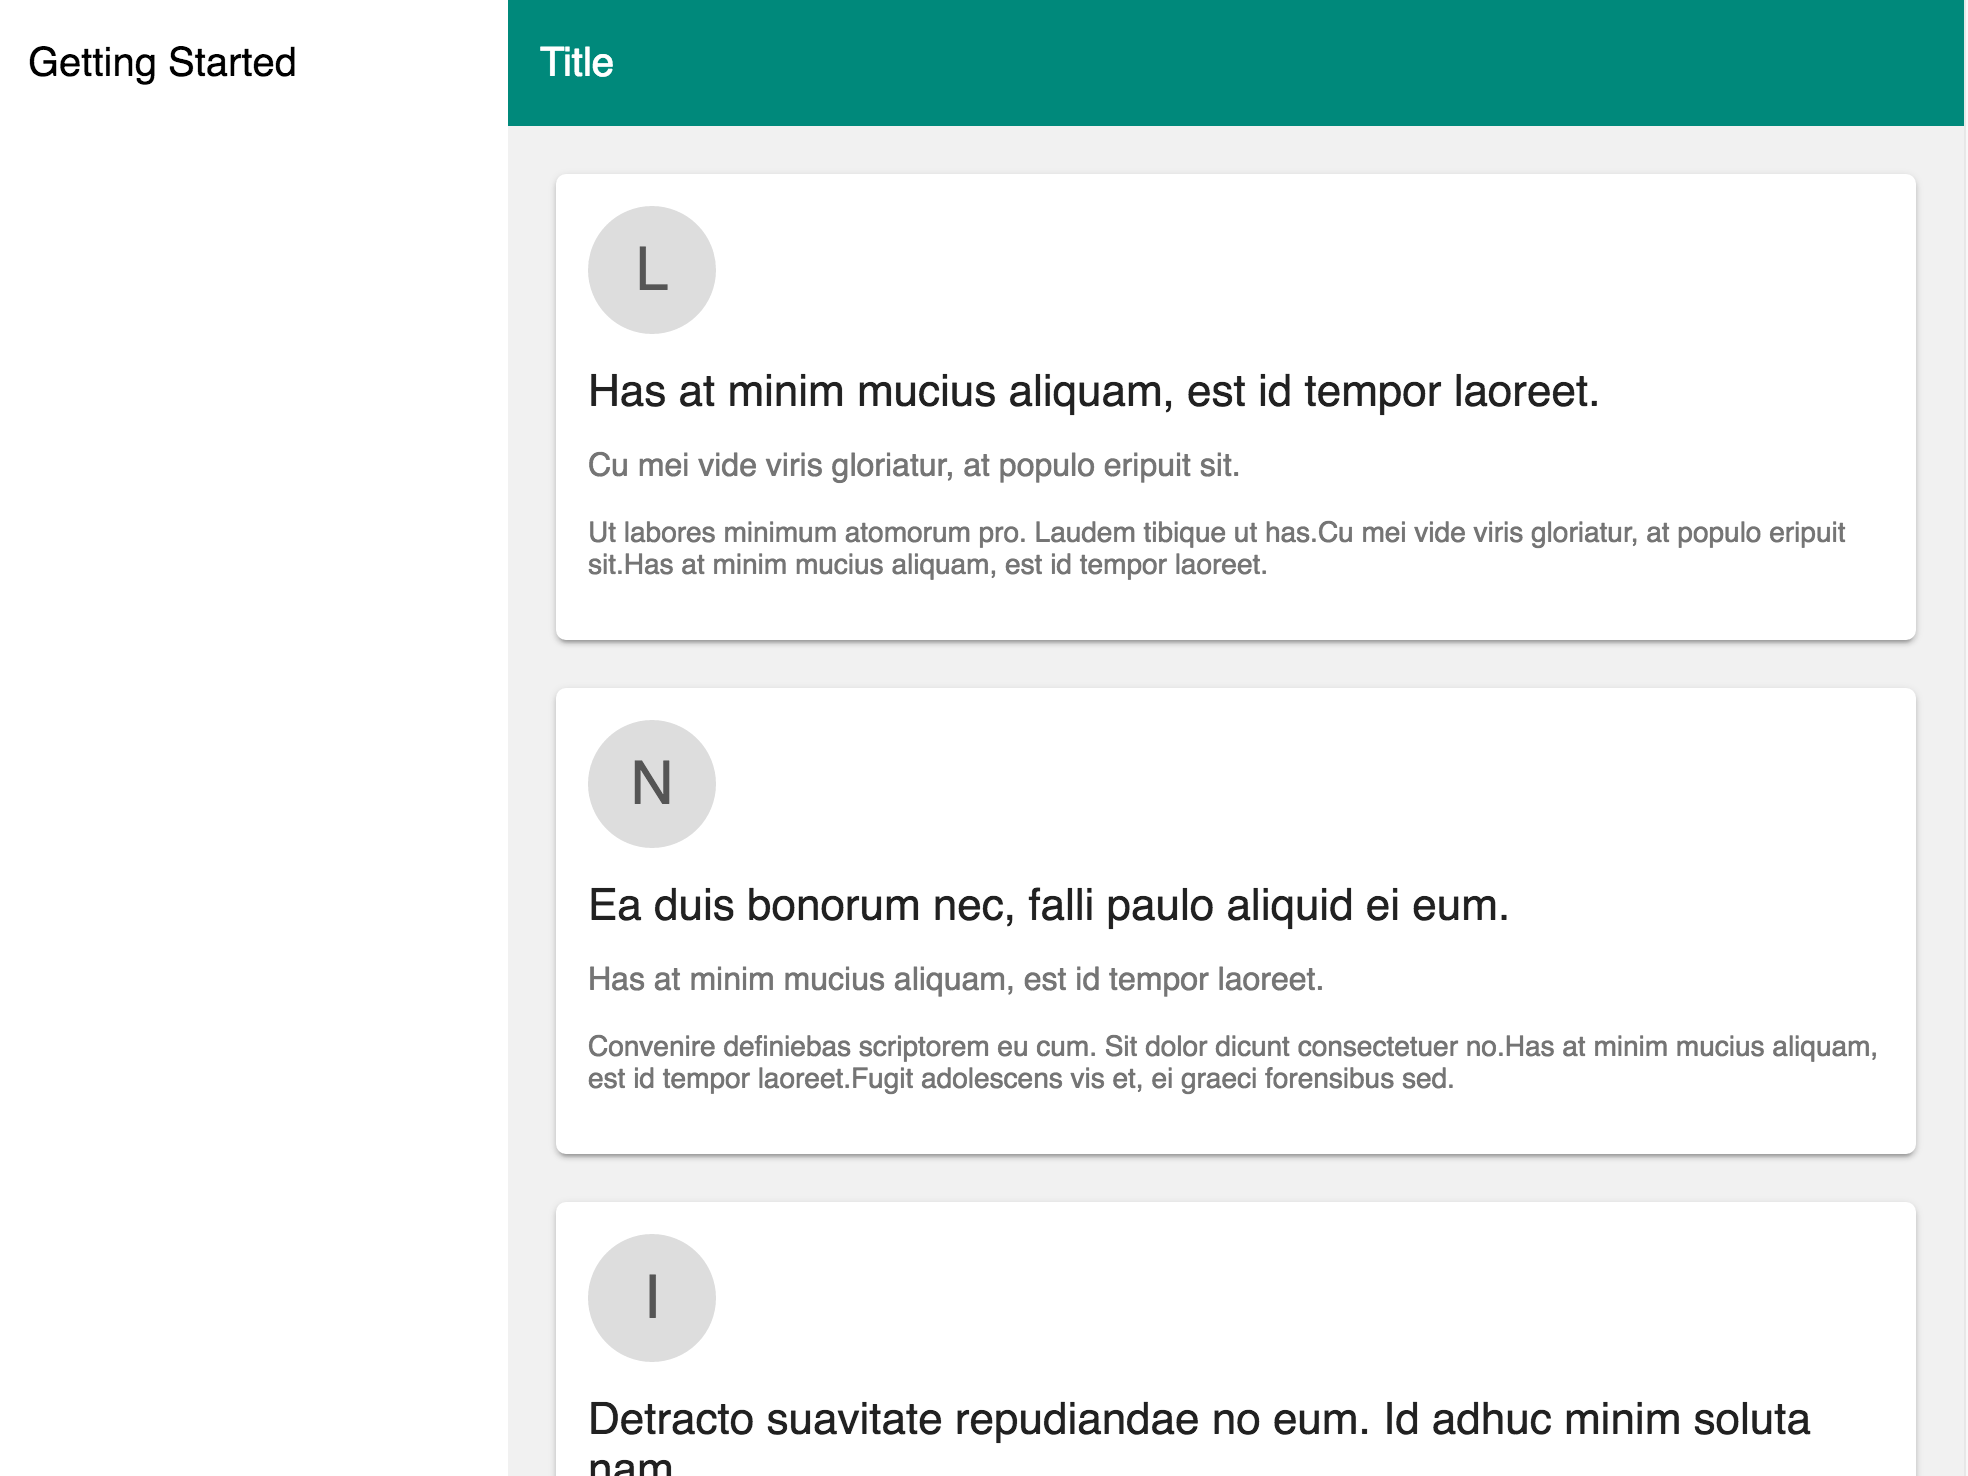 Getting Started
Title
L
Has at minim mucius aliquam, est id tempor laoreet.
Cu mei vide viris gloriatur, at populo eripuit sit.
Ut labores minimum atomorum pro. Laudem tibique ut has.Cu mei vide viris gloriatur, at populo eripuit
sit.Has at minim mucius aliquam, est id tempor laoreet.
N
Ea duis bonorum nec, falli paulo aliquid ei eum.
Has at minim mucius aliquam, est id tempor laoreet.
Convenire definiebas scriptorem eu cum. Sit dolor dicunt consectetuer no.Has at minim mucius aliquam,
est id tempor laoreet.Fugit adolescens vis et, ei graeci forensibus sed.
I
Detracto suavitate repudiandae no eum. Id adhuc minim soluta
nam